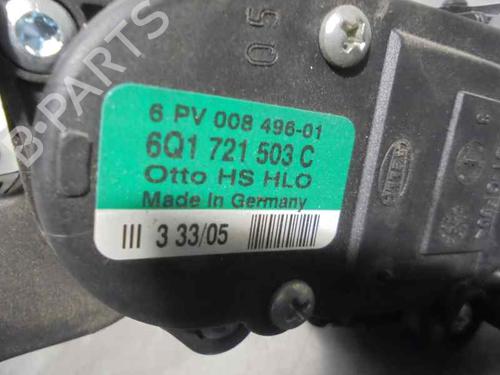 05
6 PV 008 496-01
6Q1 721 503 C
Otto HS HLO
Made in Germany
III 3 33/05
HELLA